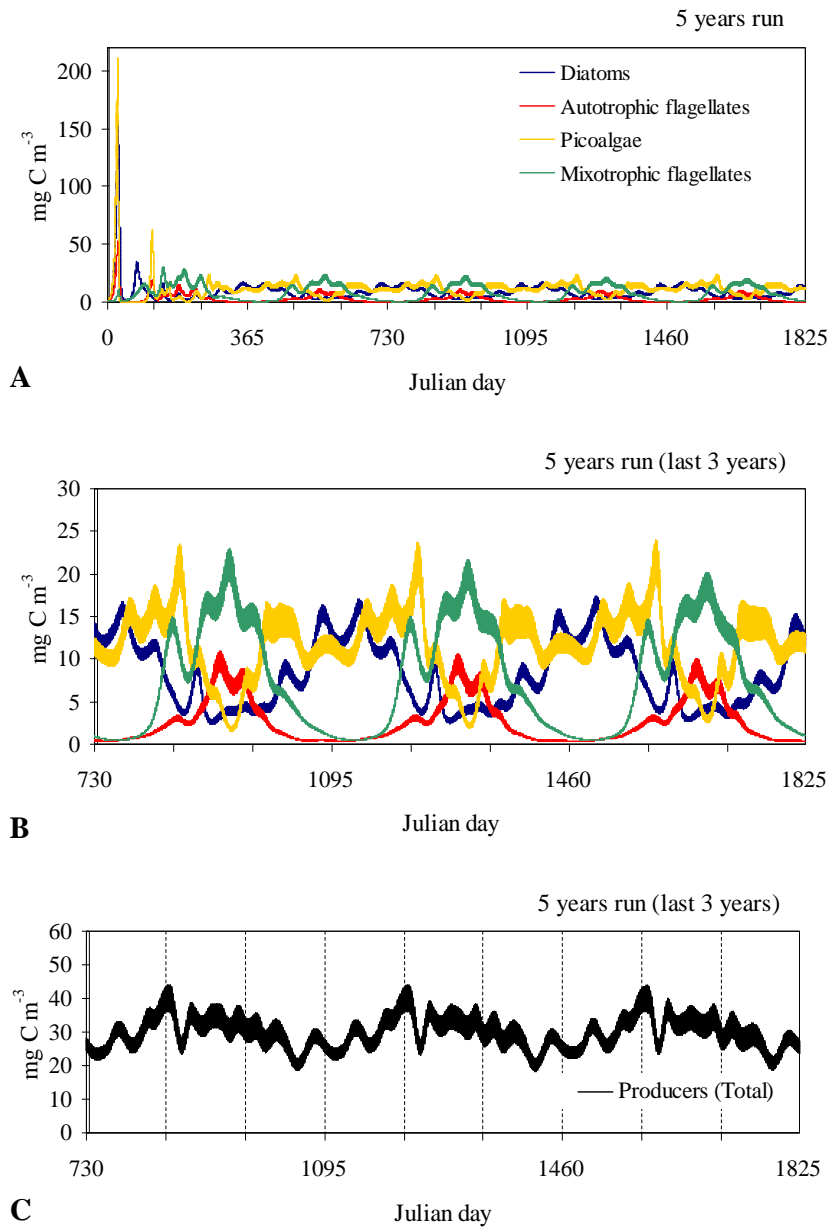 5 years run
200
150
100
50
0
mg C m-3
Diatoms
Autotrophic flagellates
Picoalgae
Mixotrophic flagellates
0 365 730 1095 1460 1825
A
Julian day
5 years run (last 3 years)
30
25
20
15
10
5
0
mg C m-3
730 1095 1460 1825
B
Julian day
5 years run (last 3 years)
60
50
40
30
20
10
0
mg C m-3
Producers (Total)
730 1095 1460 1825
C
Julian day